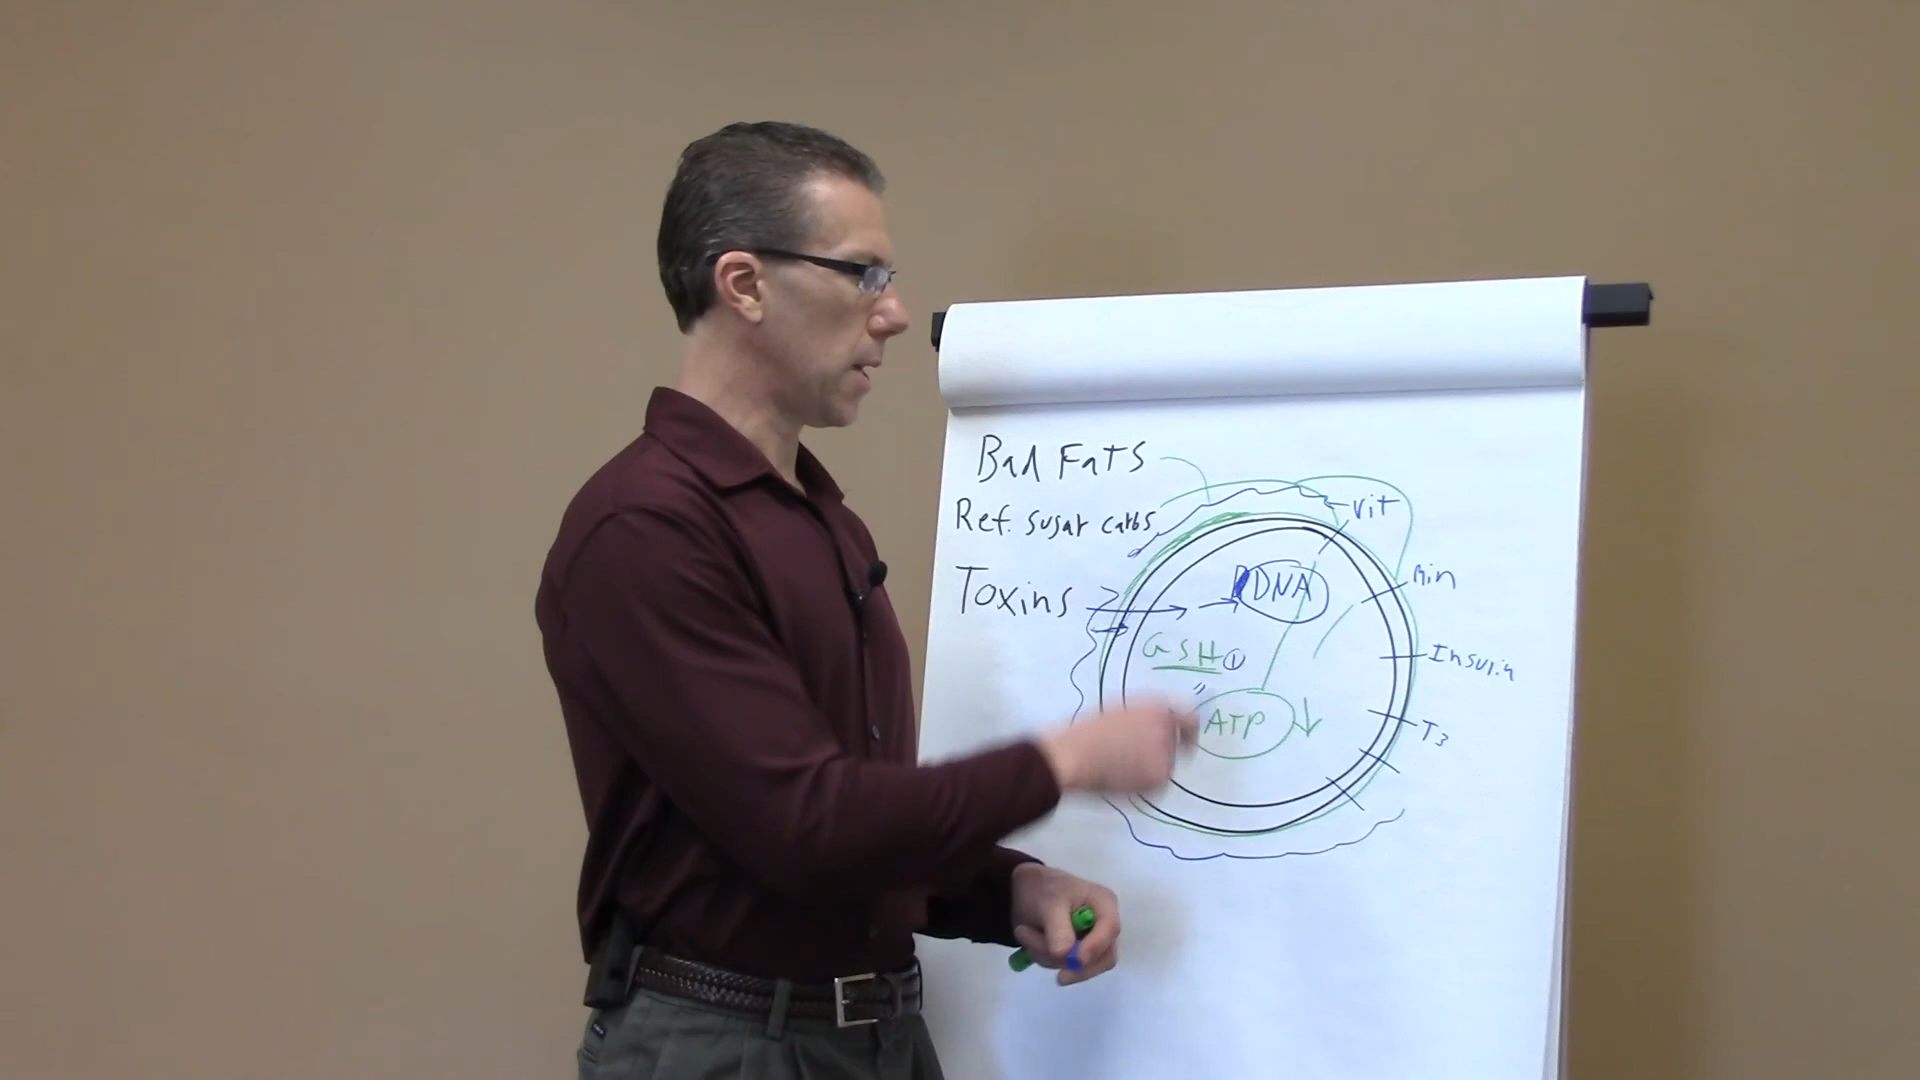 Bad Fats
Ref. sugar carbs
Toxins
Vit
Min
DNA
GSH
Insulin
ATP
T3